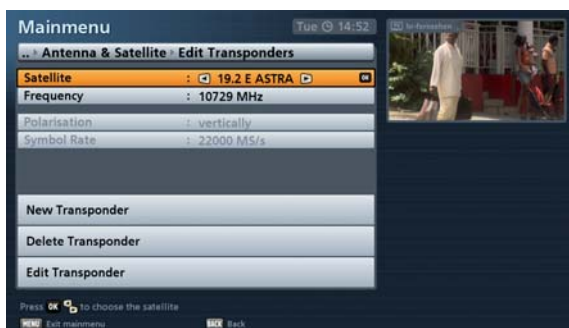 Mainmenu
Tue 14:52
.. › Antenna & Satellite › Edit Transponders
Satellite : 19.2 E ASTRA OK
Frequency : 10729 MHz
Polarisation : vertically
Symbol Rate : 22000 MS/s
New Transponder
Delete Transponder
Edit Transponder
Press OK to choose the satellite
MENU Exit mainmenu
BACK Back